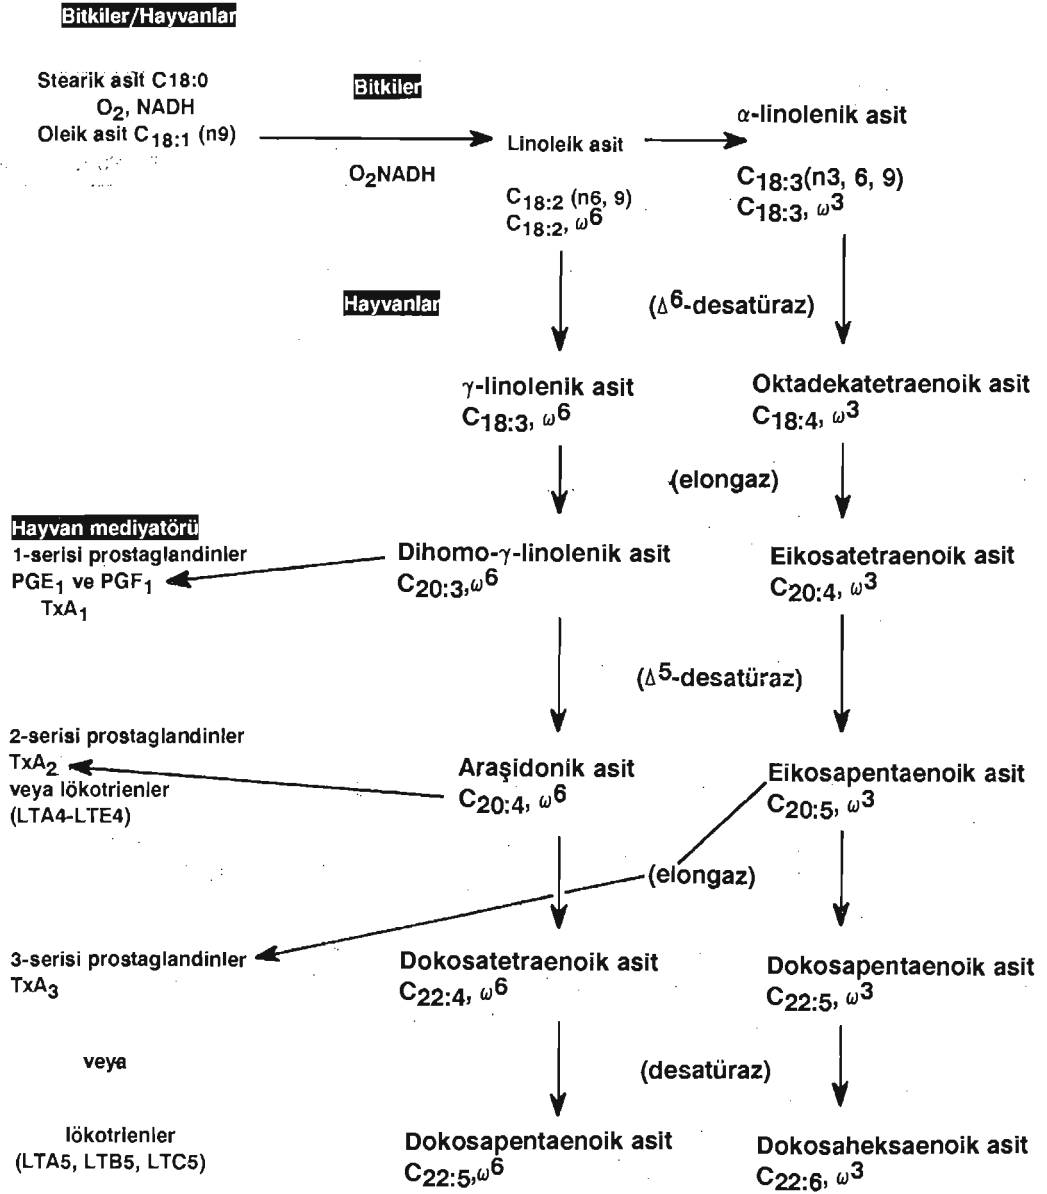 Bitkiler/Hayvanlar
Stearik asit C18:0
O2, NADH
Oleik asit C18:1 (n9)
Bitkiler
O2NADH
Linoleik asit
C18:2 (n6, 9)
C18:2, ω6
α-linolenik asit
C18:3(n3, 6, 9)
C18:3, ω3
Hayvanlar
(Δ6-desatüraz)
γ-linolenik asit
C18:3, ω6
Oktadekatetraenoik asit
C18:4, ω3
(elongaz)
Hayvan mediyatörü
1-serisi prostaglandinler
PGE1 ve PGF1
TxA1
Dihomo-γ-linolenik asit
C20:3,ω6
Eikosatetraenoik asit
C20:4, ω3
(Δ5-desatüraz)
2-serisi prostaglandinler
TxA2
veya lökotrienler
(LTA4-LTE4)
Araşidonik asit
C20:4, ω6
Eikosapentaenoik asit
C20:5, ω3
(elongaz)
3-serisi prostaglandinler
TxA3
Dokosatetraenoik asit
C22:4, ω6
Dokosapentaenoik asit
C22:5, ω3
veya
(desatüraz)
lökotrienler
(LTA5, LTB5, LTC5)
Dokosapentaenoik asit
C22:5,ω6
Dokosaheksaenoik asit
C22:6, ω3